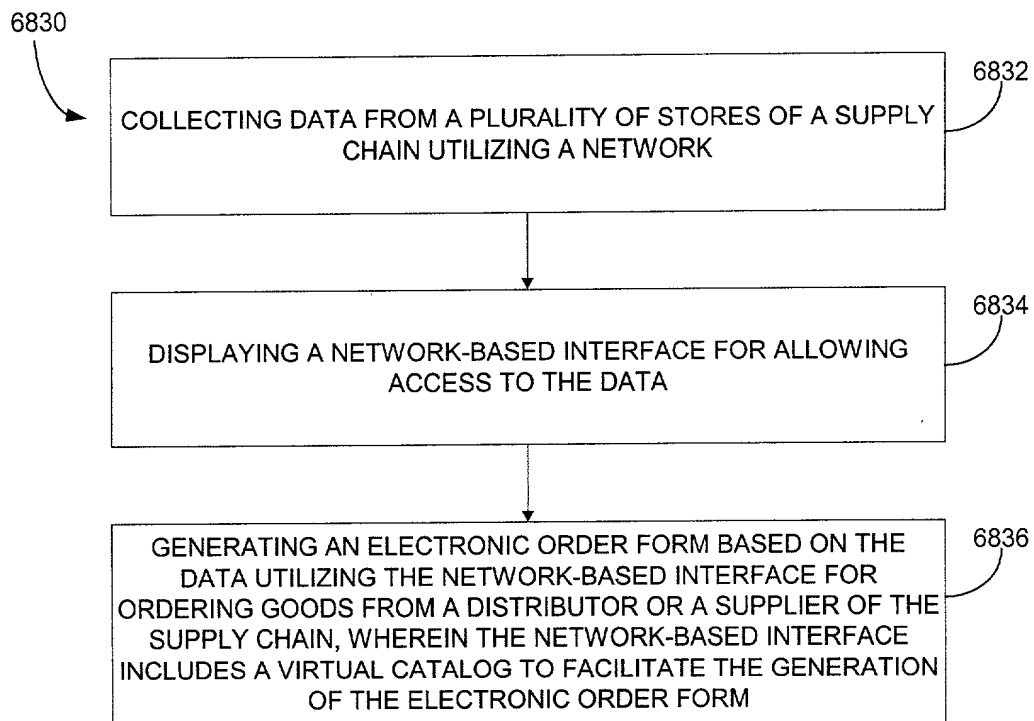 6830
6832
COLLECTING DATA FROM A PLURALITY OF STORES OF A SUPPLY
CHAIN UTILIZING A NETWORK
6834
DISPLAYING A NETWORK-BASED INTERFACE FOR ALLOWING
ACCESS TO THE DATA
6836
GENERATING AN ELECTRONIC ORDER FORM BASED ON THE
DATA UTILIZING THE NETWORK-BASED INTERFACE FOR
ORDERING GOODS FROM A DISTRIBUTOR OR A SUPPLIER OF THE
SUPPLY CHAIN, WHEREIN THE NETWORK-BASED INTERFACE
INCLUDES A VIRTUAL CATALOG TO FACILITATE THE GENERATION
OF THE ELECTRONIC ORDER FORM